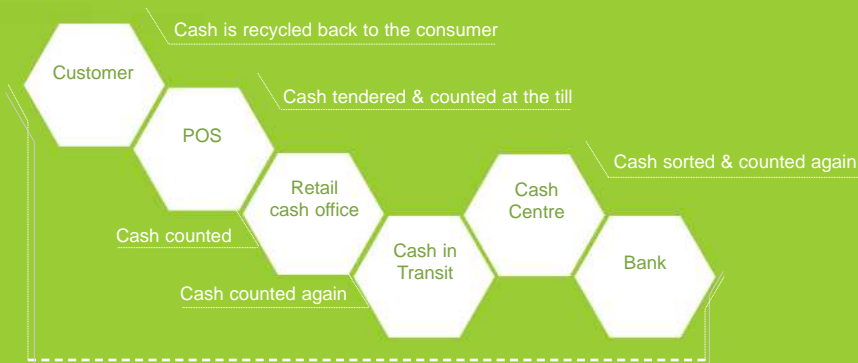 Cash is recycled back to the consumer
Customer
Cash tendered & counted at the till
POS
Cash sorted & counted again
Retail
cash office
Cash
Centre
Cash counted
Cash in
Transit
Bank
Cash counted again